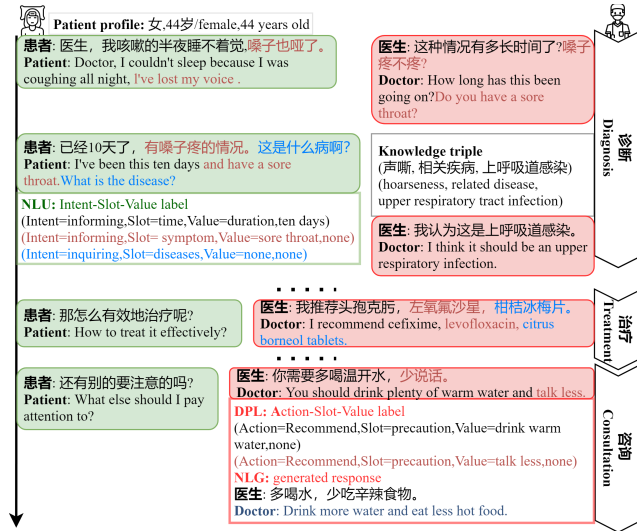 Patient profile: 女,44岁/female,44 years old
患者: 医生，我咳嗽的半夜睡不着觉,嗓子也哑了。
Patient: Doctor, I couldn't sleep because I was
coughing all night, l've lost my voice .
医生: 这种情况有多长时间了?嗓子
疼不疼?
Doctor: How long has this been
going on?Do you have a sore
throat?
诊断
Diagnosis
患者: 已经10天了，有嗓子疼的情况。这是什么病啊?
Patient: I've been this ten days and have a sore
throat.What is the disease?
NLU: Intent-Slot-Value label
(Intent=informing,Slot=time,Value=duration,ten days)
(Intent=informing,Slot= symptom,Value=sore throat,none)
(Intent=inquiring,Slot=diseases,Value=none,none)
Knowledge triple
(声嘶, 相关疾病, 上呼吸道感染)
(hoarseness, related disease,
upper respiratory tract infection)
医生: 我认为这是上呼吸道感染。
Doctor: I think it should be an upper
respiratory infection.
患者: 那怎么有效地治疗呢?
Patient: How to treat it effectively?
医生: 我推荐头孢克肟，左氧氟沙星，柑桔冰梅片。
Doctor: I recommend cefixime, levofloxacin, citrus
borneol tablets.
治疗
Treatment
患者: 还有别的要注意的吗?
Patient: What else should I pay
attention to?
医生: 你需要多喝温开水，少说话。
Doctor: You should drink plenty of warm water and talk less.
DPL: Action-Slot-Value label
(Action=Recommend,Slot=precaution,Value=drink warm
water,none)
(Action=Recommend,Slot=precaution,Value=talk less,none)
NLG: generated response
医生: 多喝水，少吃辛辣食物。
Doctor: Drink more water and eat less hot food.
咨询
Consultation